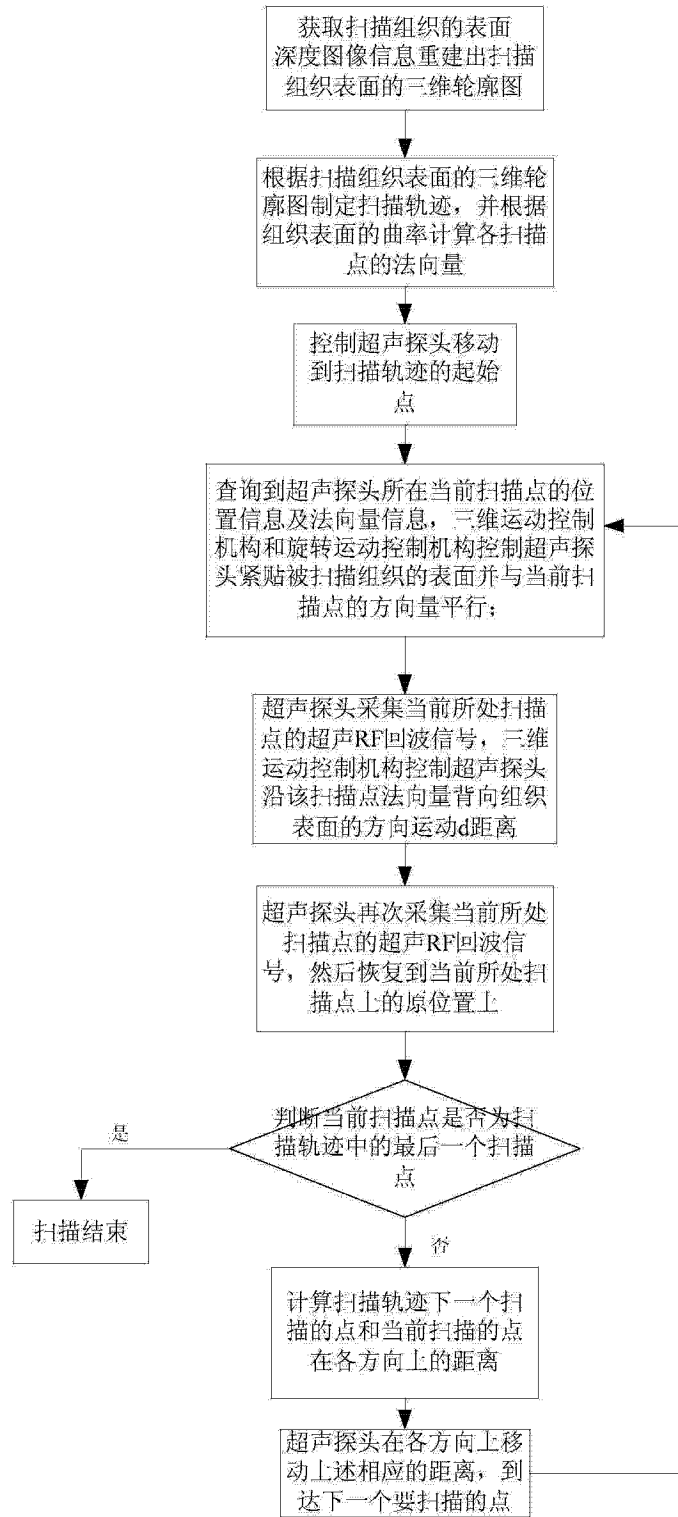 获取扫描组织的表面
深度图像信息重建出扫描
组织表面的三维轮廓图
根据扫描组织表面的三维轮
廓图制定扫描轨迹，并根据
组织表面的曲率计算各扫描
点的法向量
控制超声探头移动
到扫描轨迹的起始
点
查询到超声探头所在当前扫描点的位
置信息及法向量信息，三维运动控制
机构和旋转运动控制机构控制超声探
头紧贴被扫描组织的表面并与当前扫
描点的方向量平行；
超声探头采集当前所处扫描
点的超声RF回波信号，三维
运动控制机构控制超声探头
沿该扫描点法向量背向组织
表面的方向运动d距离
超声探头再次采集当前所处
扫描点的超声RF回波信
号，然后恢复到当前所处扫
描点上的原位置上
判断当前扫描点是否为扫
描轨迹中的最后一个扫描
点
是
扫描结束
否
计算扫描轨迹下一个扫
描的点和当前扫描的点
在各方向上的距离
超声探头在各方向上移
动上述相应的距离，到
达下一个要扫描的点